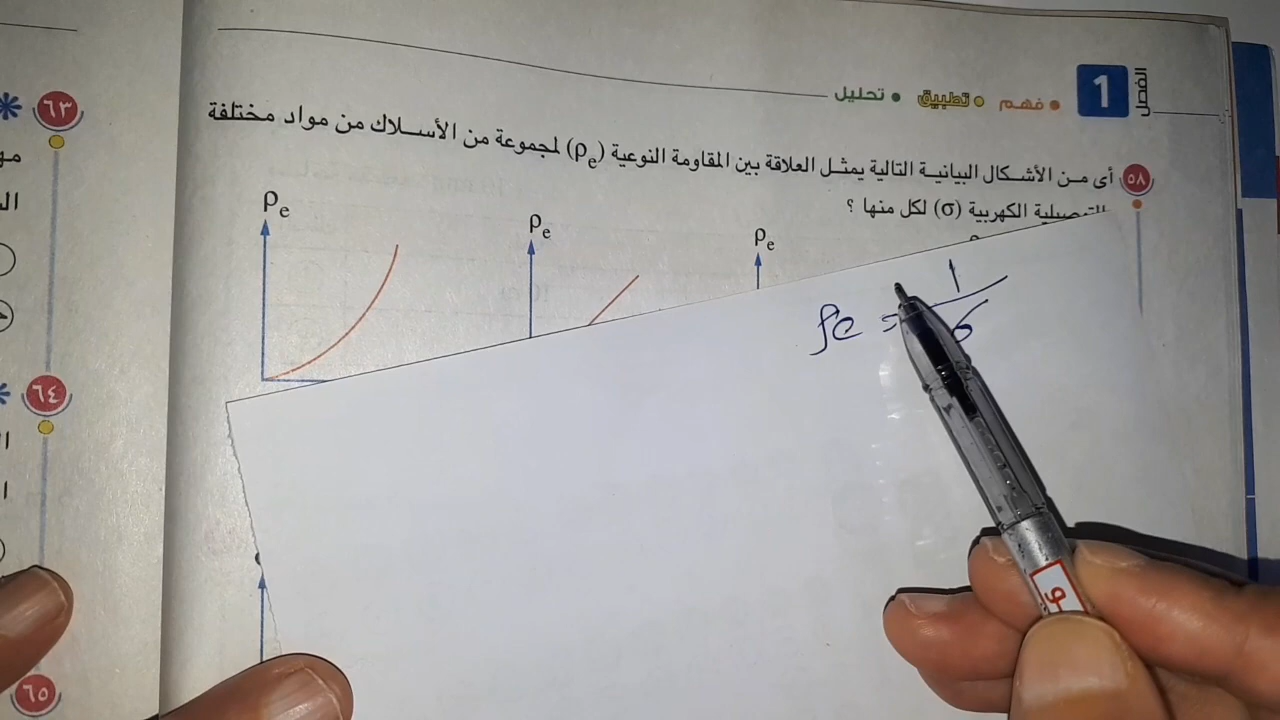 الفصل
1
● فهم ● تطبيق ● تحليل
٥٨ أى من الأشكال البيانية التالية يمثل العلاقة بين المقاومة النوعية (ρe) لمجموعة من الأسلاك من مواد مختلفة
التوصيلية الكهربية (σ) لكل منها ؟
ρe
ρe
ρe
ρe = 1/σ
٦٣
٦٤
٦٥
و